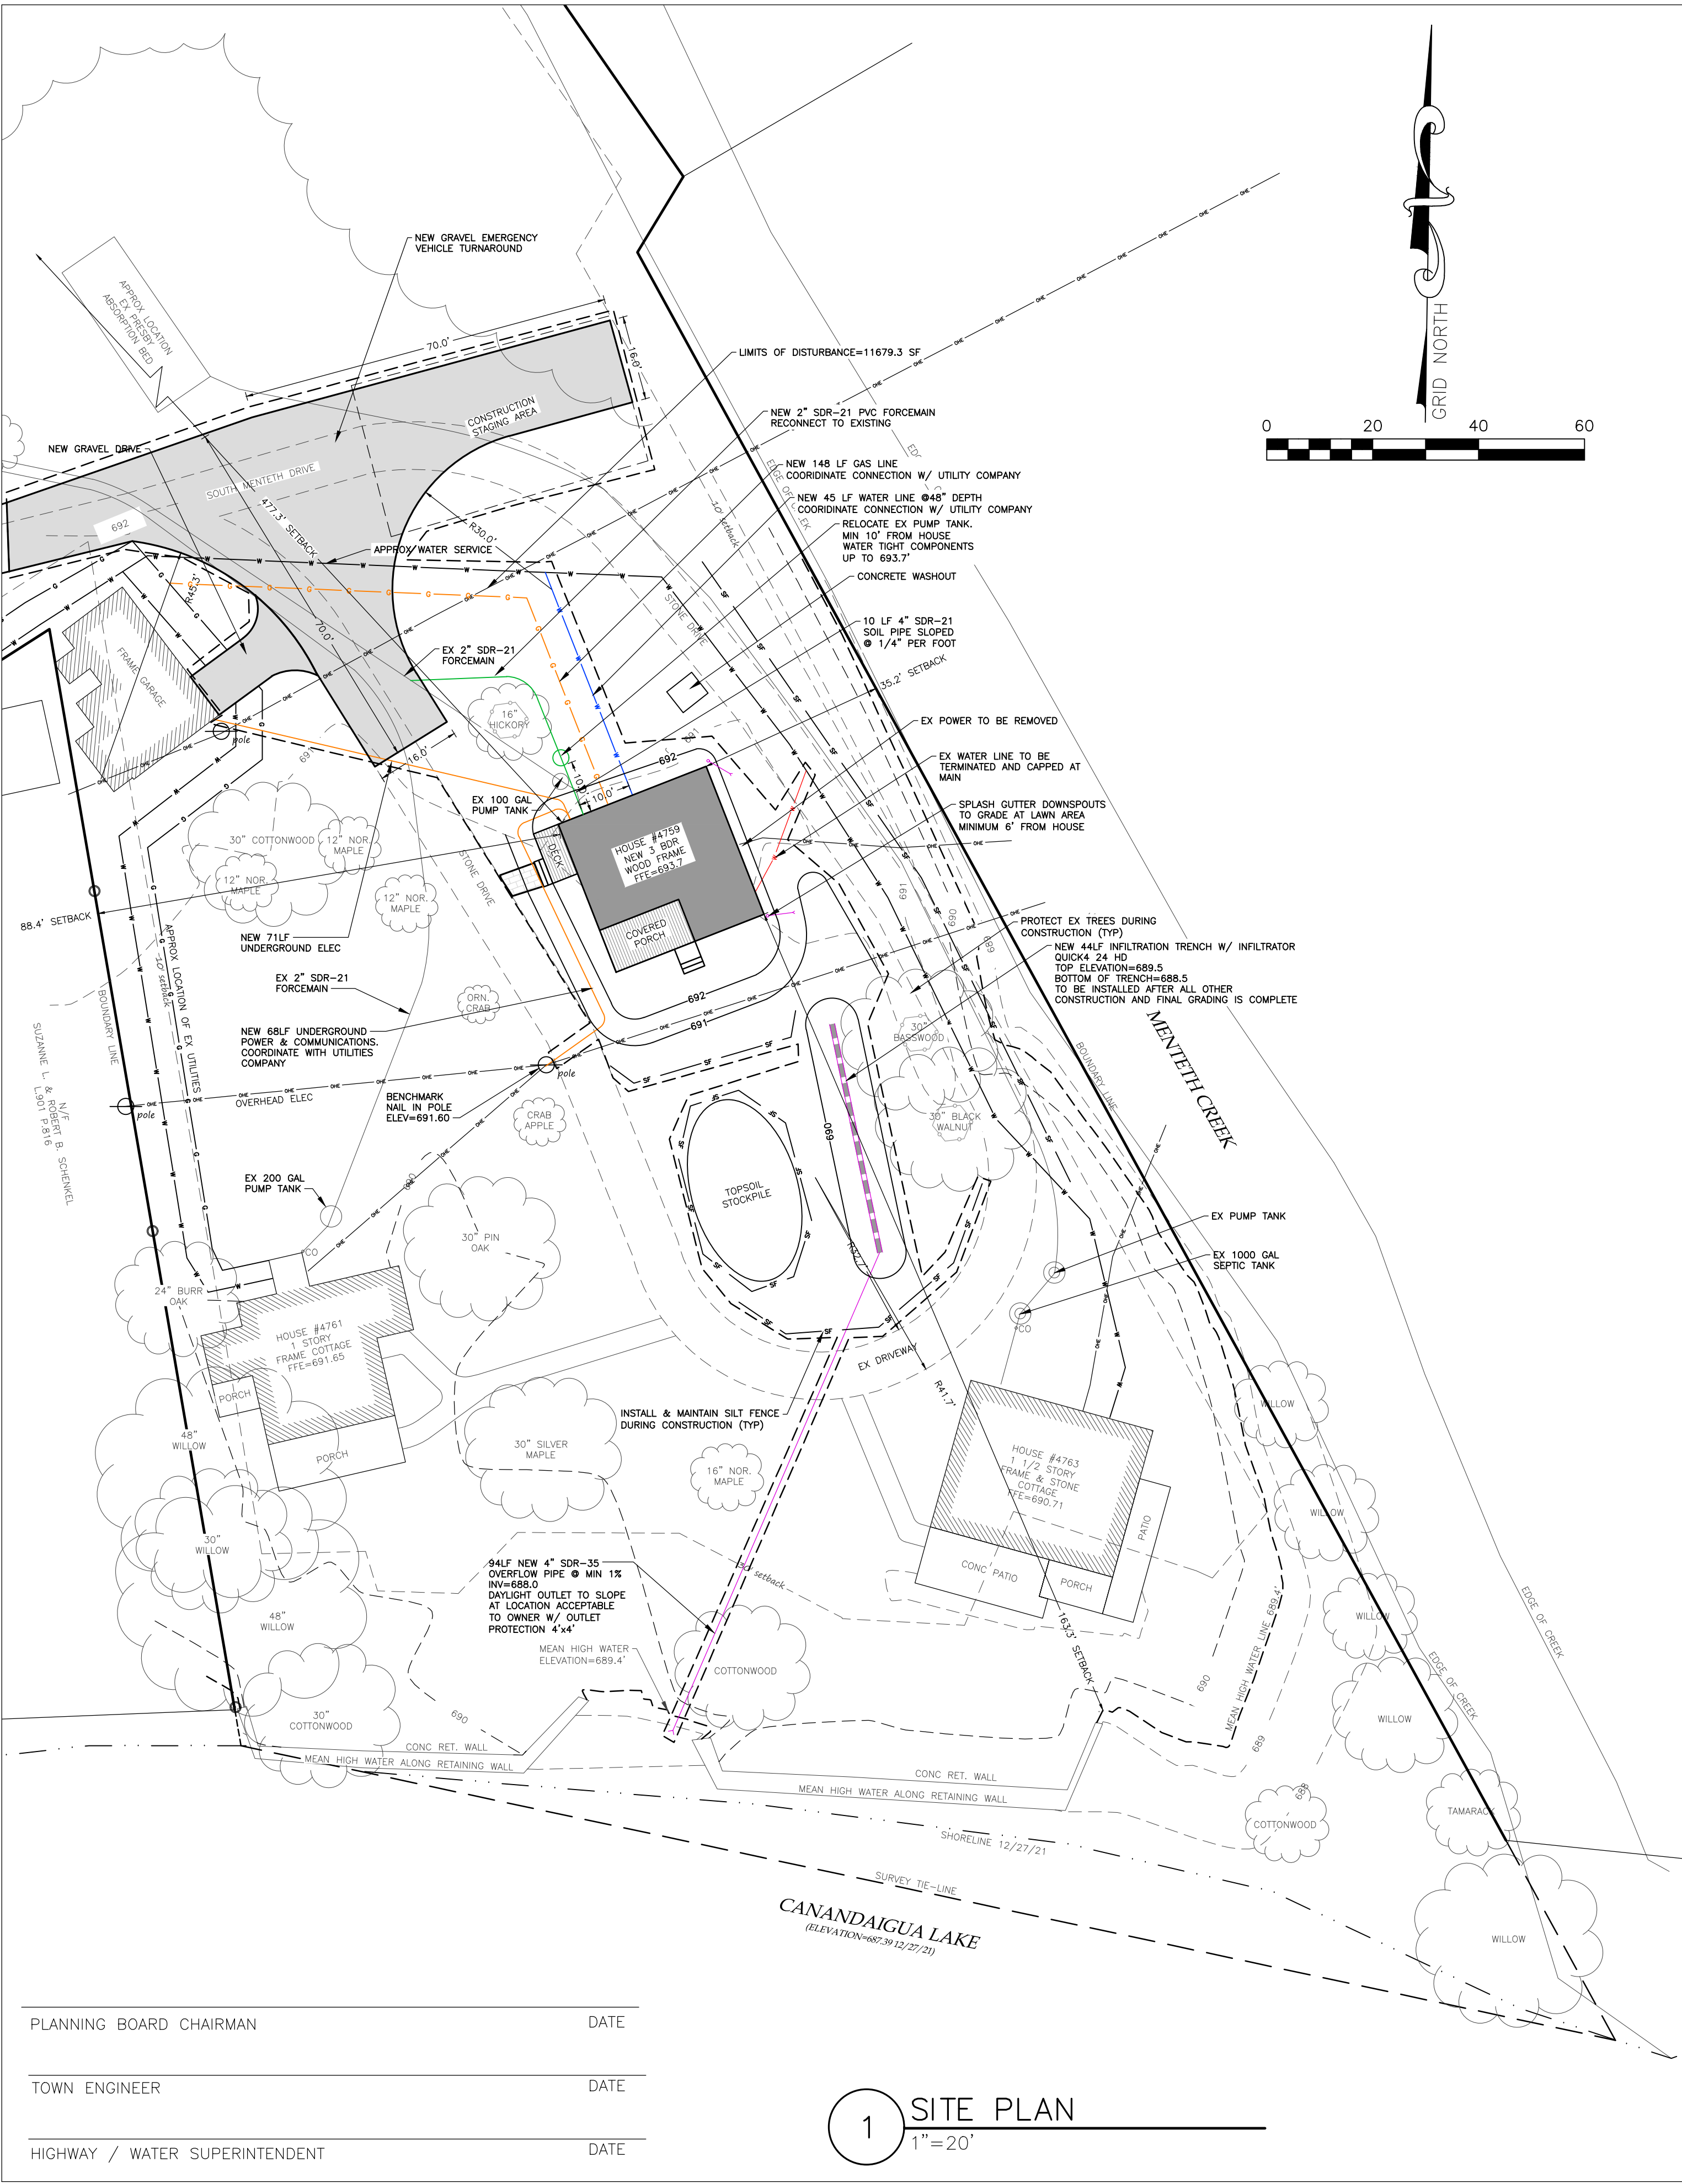 NEW GRAVEL EMERGENCY
VEHICLE TURNAROUND
GRID NORTH
0 20 40 60
APPROX LOCATION
EX PRESBY
ABSORPTION BED
70.0'
16.0'
LIMITS OF DISTURBANCE=11679.3 SF
CONSTRUCTION
STAGING AREA
NEW 2" SDR-21 PVC FORCEMAIN
RECONNECT TO EXISTING
NEW GRAVEL DRIVE
SOUTH MENTETH DRIVE
692
477.3' SETBACK
R30.0'
APPROX WATER SERVICE
NEW 148 LF GAS LINE
COORIDINATE CONNECTION W/ UTILITY COMPANY
NEW 45 LF WATER LINE @48" DEPTH
COORIDINATE CONNECTION W/ UTILITY COMPANY
RELOCATE EX PUMP TANK.
MIN 10' FROM HOUSE
WATER TIGHT COMPONENTS
UP TO 693.7'
CONCRETE WASHOUT
10 LF 4" SDR-21
SOIL PIPE SLOPED
@ 1/4" PER FOOT
EDGE OF CREEK
10' setback
R45.3'
70.0'
STONE DRIVE
FRAME GARAGE
EX 2" SDR-21
FORCEMAIN
35.2' SETBACK
16"
HICKORY
pole
16.0'
EX POWER TO BE REMOVED
EX WATER LINE TO BE
TERMINATED AND CAPPED AT
MAIN
692
691
EX 100 GAL
PUMP TANK
10.0'
10.0'
SPLASH GUTTER DOWNSPOUTS
TO GRADE AT LAWN AREA
MINIMUM 6' FROM HOUSE
HOUSE #4759
NEW 3 BDR
WOOD FRAME
FFE=693.7
DECK
COVERED
PORCH
30" COTTONWOOD
12" NOR.
MAPLE
12" NOR.
MAPLE
12" NOR.
MAPLE
STONE DRIVE
88.4' SETBACK
NEW 71LF
UNDERGROUND ELEC
691
690
689
PROTECT EX TREES DURING
CONSTRUCTION (TYP)
NEW 44LF INFILTRATION TRENCH W/ INFILTRATOR
QUICK4 24 HD
TOP ELEVATION=689.5
BOTTOM OF TRENCH=688.5
TO BE INSTALLED AFTER ALL OTHER
CONSTRUCTION AND FINAL GRADING IS COMPLETE
EX 2" SDR-21
FORCEMAIN
ORN.
CRAB
692
691
APPROX LOCATION OF EX UTILITIES
10' setback
BOUNDARY LINE
NEW 68LF UNDERGROUND
POWER & COMMUNICATIONS.
COORDINATE WITH UTILITIES
COMPANY
30"
BASSWOOD
MENTETH CREEK
BOUNDARY LINE
N/F
SUZANNE L. & ROBERT B. SCHENKEL
L.901 P.816
pole
OVERHEAD ELEC
pole
BENCHMARK
NAIL IN POLE
ELEV=691.60
CRAB
APPLE
30" BLACK
WALNUT
690
EX 200 GAL
PUMP TANK
690
TOPSOIL
STOCKPILE
30" PIN
OAK
EX PUMP TANK
EX 1000 GAL
SEPTIC TANK
°CO
°CO
24" BURR
OAK
HOUSE #4761
1 STORY
FRAME COTTAGE
FFE=691.65
PORCH
PORCH
EX DRIVEWAY
R41.7'
INSTALL & MAINTAIN SILT FENCE
DURING CONSTRUCTION (TYP)
WILLOW
48"
WILLOW
30" SILVER
MAPLE
16" NOR.
MAPLE
HOUSE #4763
1 1/2 STORY
FRAME & STONE
COTTAGE
FFE=690.71
PATIO
WILLOW
30"
WILLOW
94LF NEW 4" SDR-35
OVERFLOW PIPE @ MIN 1%
INV=688.0
DAYLIGHT OUTLET TO SLOPE
AT LOCATION ACCEPTABLE
TO OWNER W/ OUTLET
PROTECTION 4'x4'
setback
CONC PATIO
PORCH
163.3' SETBACK
MEAN HIGH WATER LINE 689.4'
EDGE OF CREEK
WILLOW
48"
WILLOW
MEAN HIGH WATER
ELEVATION=689.4'
COTTONWOOD
690
EDGE OF CREEK
WILLOW
30"
COTTONWOOD
690
689
CONC RET. WALL
MEAN HIGH WATER ALONG RETAINING WALL
CONC RET. WALL
MEAN HIGH WATER ALONG RETAINING WALL
688
COTTONWOOD
TAMARACK
SHORELINE 12/27/21
SURVEY TIE-LINE
CANANDAIGUA LAKE
(ELEVATION=687.39 12/27/21)
WILLOW
PLANNING BOARD CHAIRMAN DATE
TOWN ENGINEER DATE
HIGHWAY / WATER SUPERINTENDENT DATE
1 SITE PLAN
1"=20'